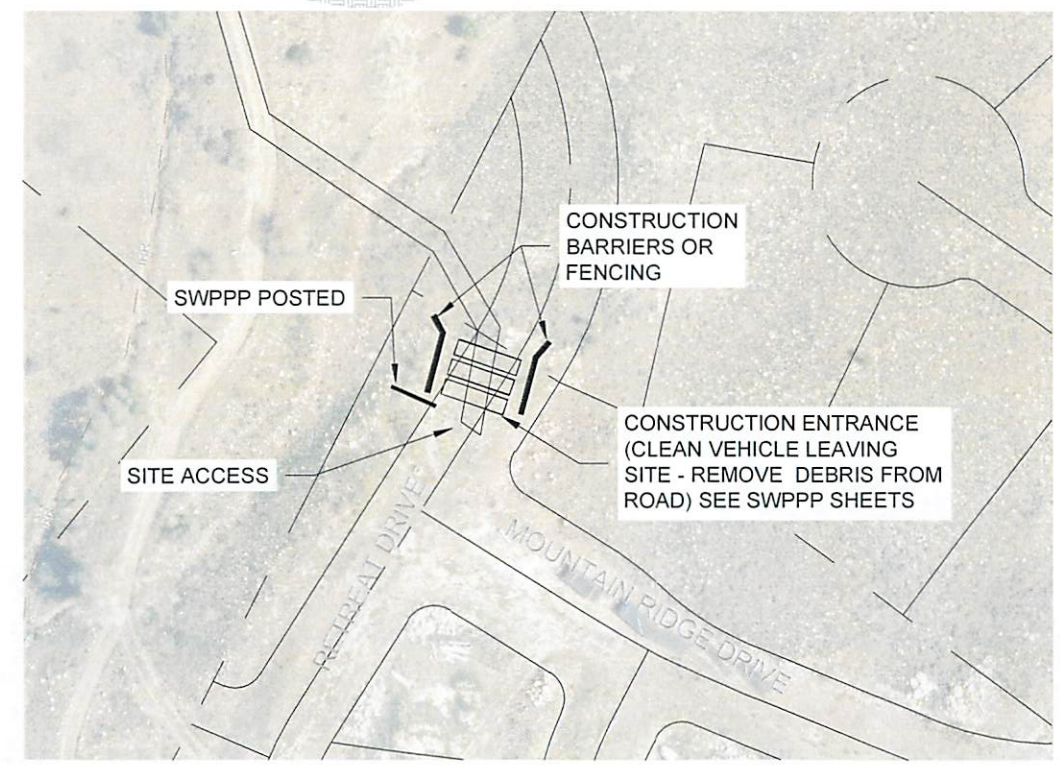 CONSTRUCTION
BARRIERS OR
FENCING
SWPPP POSTED
SITE ACCESS
CONSTRUCTION ENTRANCE
(CLEAN VEHICLE LEAVING
SITE - REMOVE DEBRIS FROM
ROAD) SEE SWPPP SHEETS
RETREAT DRIVE
MOUNTAIN RIDGE DRIVE